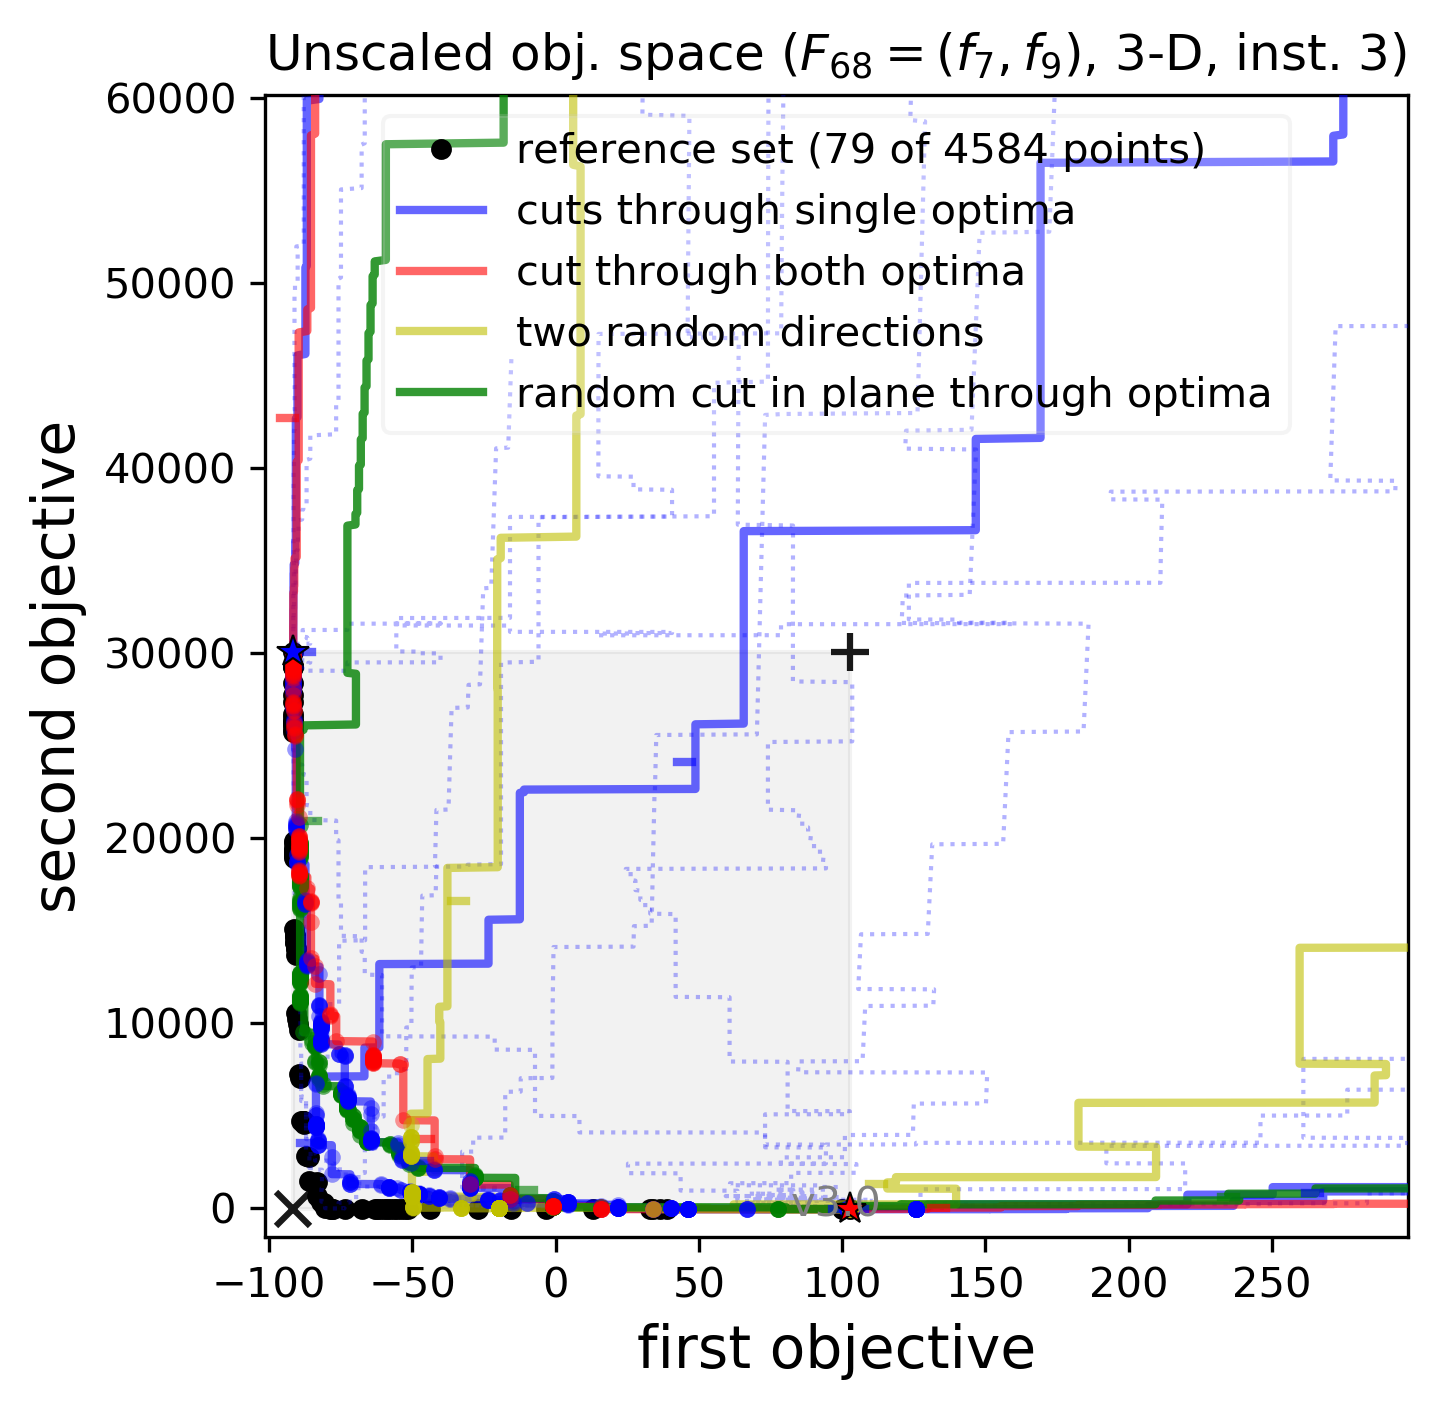 Unscaled obj. space (F68 = (f7, f9), 3-D, inst. 3)
60000
50000
40000
30000
20000
10000
0
second objective
reference set (79 of 4584 points)
cuts through single optima
cut through both optima
two random directions
random cut in plane through optima
v3.0
−100
−50
0
50
100
150
200
250
first objective